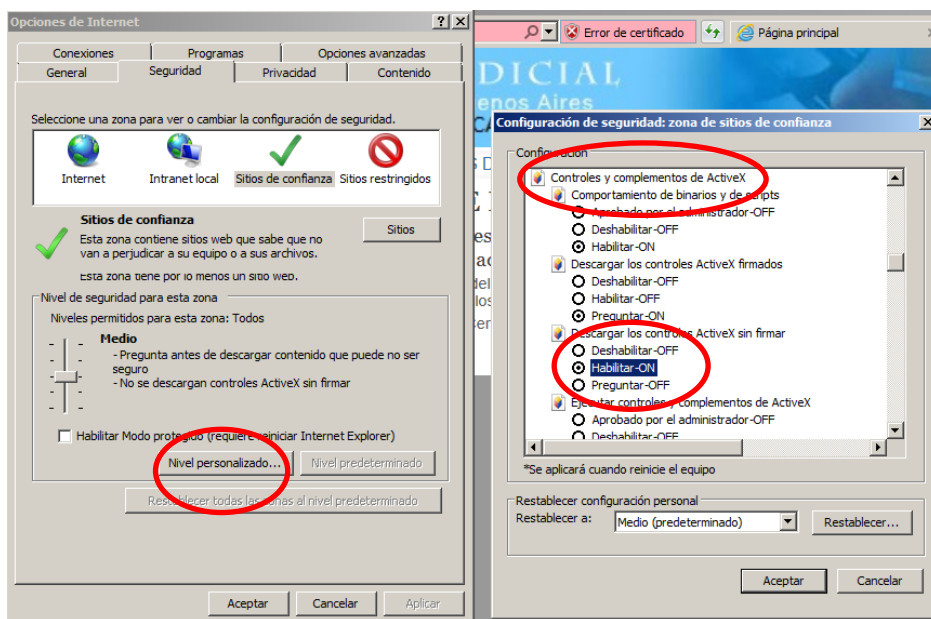 Opciones de Internet
Conexiones Programas Opciones avanzadas
General Seguridad Privacidad Contenido
Seleccione una zona para ver o cambiar la configuración de seguridad.
Internet Intranet local Sitios de confianza Sitios restringidos
Sitios de confianza
Sitios
Esta zona contiene sitios web que sabe que no
van a perjudicar a su equipo o a sus archivos.
Esta zona tiene por lo menos un sitio web.
Nivel de seguridad para esta zona
Niveles permitidos para esta zona: Todos
Medio
- Pregunta antes de descargar contenido que puede no ser
seguro
- No se descargan controles ActiveX sin firmar
Habilitar Modo protegido (requiere reiniciar Internet Explorer)
Nivel personalizado... Nivel predeterminado
Restablecer todas las zonas al nivel predeterminado
Aceptar Cancelar Aplicar
Error de certificado Página principal
DICIAL
enos Aires
Configuración de seguridad: zona de sitios de confianza
Configuración
Controles y complementos de ActiveX
Comportamiento de binarios y de scripts
Aprobado por el administrador-OFF
Deshabilitar-OFF
Habilitar-ON
Descargar los controles ActiveX firmados
Deshabilitar-OFF
Habilitar-OFF
Preguntar-ON
Descargar los controles ActiveX sin firmar
Deshabilitar-OFF
Habilitar-ON
Preguntar-OFF
Ejecutar controles y complementos de ActiveX
Aprobado por el administrador-OFF
Deshabilitar-OFF
*Se aplicará cuando reinicie el equipo
Restablecer configuración personal
Restablecer a: Medio (predeterminado) Restablecer...
Aceptar Cancelar